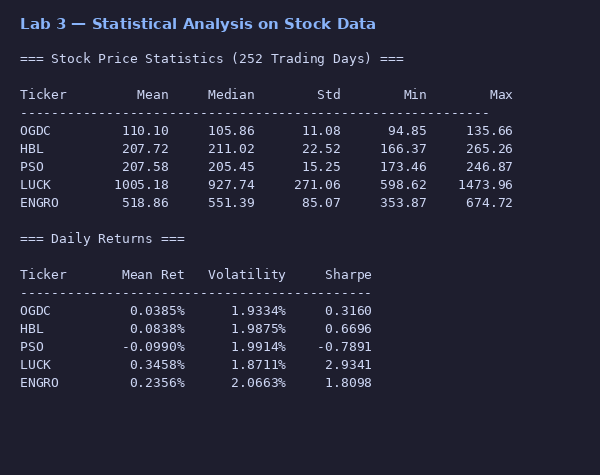 Lab 3 — Statistical Analysis on Stock Data
=== Stock Price Statistics (252 Trading Days) ===
Ticker         Mean     Median        Std        Min        Max
------------------------------------------------------------
OGDC         110.10     105.86      11.08      94.85     135.66
HBL          207.72     211.02      22.52     166.37     265.26
PSO          207.58     205.45      15.25     173.46     246.87
LUCK        1005.18     927.74     271.06     598.62    1473.96
ENGRO        518.86     551.39      85.07     353.87     674.72
=== Daily Returns ===
Ticker       Mean Ret   Volatility     Sharpe
---------------------------------------------
OGDC          0.0385%      1.9334%     0.3160
HBL           0.0838%      1.9875%     0.6696
PSO          -0.0990%      1.9914%    -0.7891
LUCK          0.3458%      1.8711%     2.9341
ENGRO         0.2356%      2.0663%     1.8098